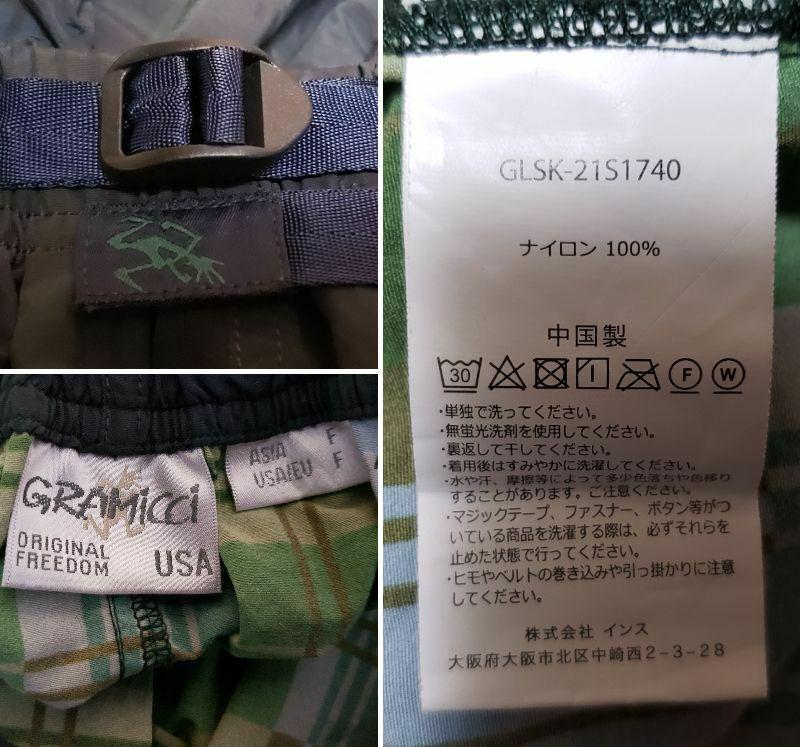 GRAMICCI
ORIGINAL
FREEDOM
USA
ASIA F
USA/EU F
GLSK-21S1740
ナイロン 100%
中国製
30
F
W
・単独で洗ってください。
・無蛍光洗剤を使用してください。
・裏返して干してください。
・着用後はすみやかに洗濯してください。
・水や汗、摩擦等によって多少色落ちや色移り
することがあります。ご注意ください。
・マジックテープ、ファスナー、ボタン等がつ
いている商品を洗濯する際は、必ずそれらを
止めた状態で行ってください。
・ヒモやベルトの巻き込みや引っ掛かりに注意
してください。
株式会社 インス
大阪府大阪市北区中崎西2-3-28